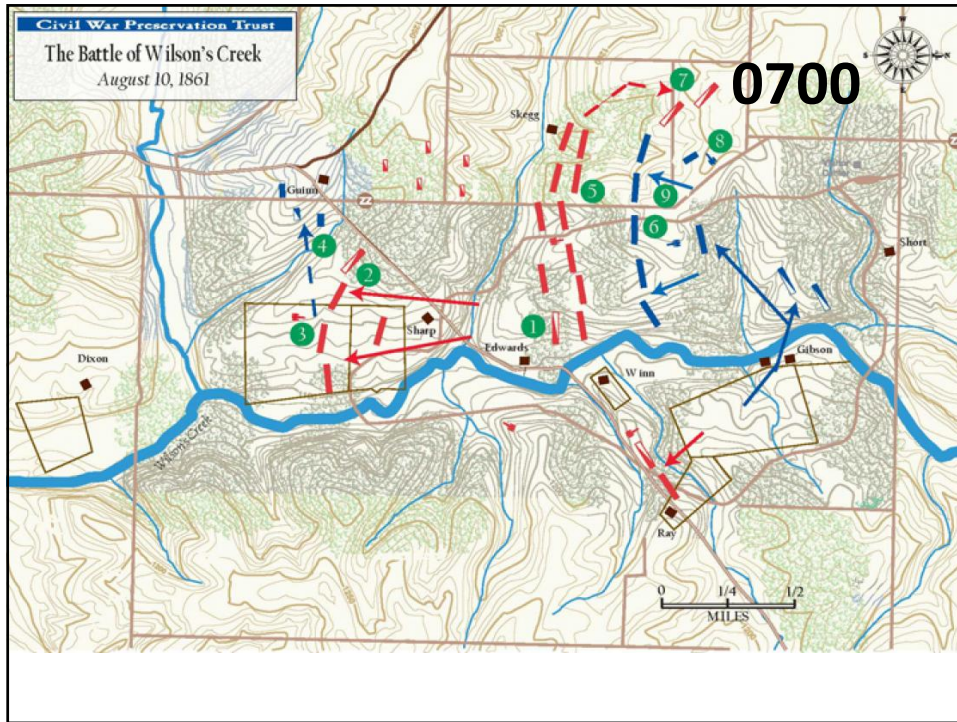 Civil War Preservation Trust
The Battle of Wilson's Creek
August 10, 1861
0700
W
S
N
E
7
Skegg
8
5
9
Guinn
ZZ
6
4
Short
2
3
Sharp
1
Edwards
Gibson
Dixon
Winn
Wilson's Creek
Ray
0 1/4 1/2
MILES